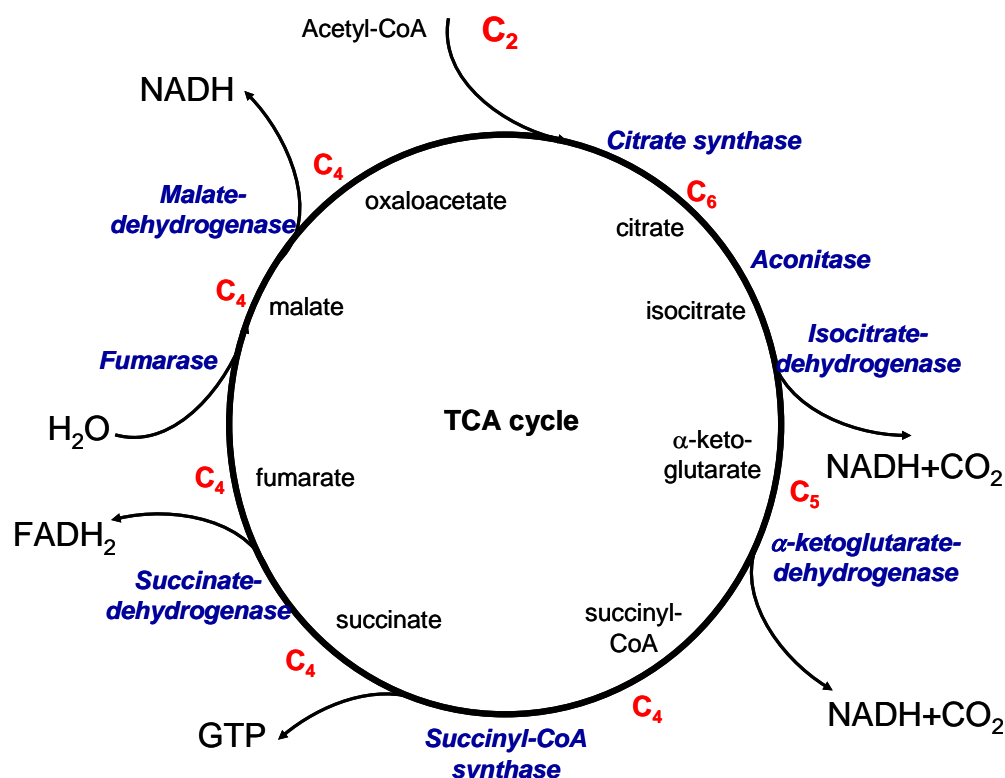 Acetyl-CoA
C₂
NADH
Citrate synthase
C₄
C₆
Malate-
dehydrogenase
oxaloacetate
citrate
Aconitase
C₄
malate
isocitrate
Isocitrate-
dehydrogenase
Fumarase
TCA cycle
H₂O
α-keto-
glutarate
NADH+CO₂
C₄
fumarate
C₅
FADH₂
α-ketoglutarate-
dehydrogenase
Succinate-
dehydrogenase
succinate
succinyl-
CoA
C₄
C₄
NADH+CO₂
GTP
Succinyl-CoA
synthase